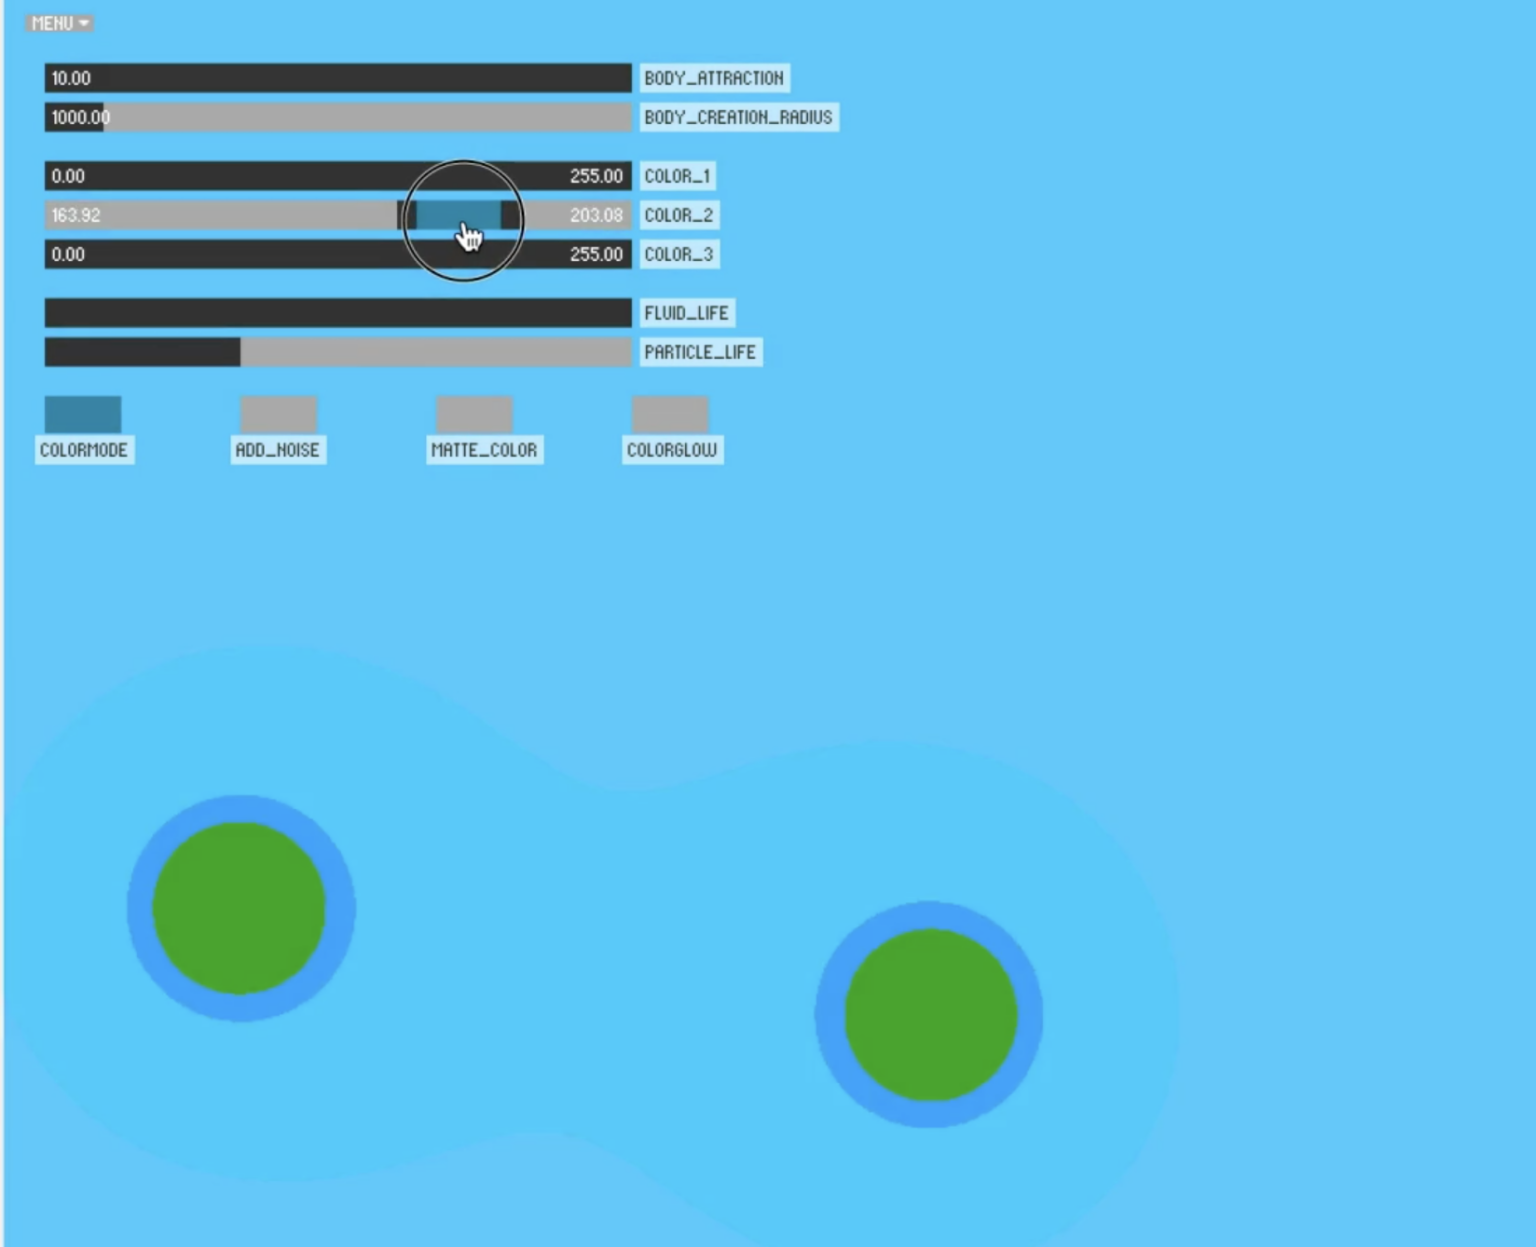 MENU
10.00 BODY_ATTRACTION
1000.00 BODY_CREATION_RADIUS
0.00 255.00 COLOR_1
163.92 203.08 COLOR_2
0.00 255.00 COLOR_3
FLUID_LIFE
PARTICLE_LIFE
COLORMODE ADD_NOISE MATTE_COLOR COLORGLOW